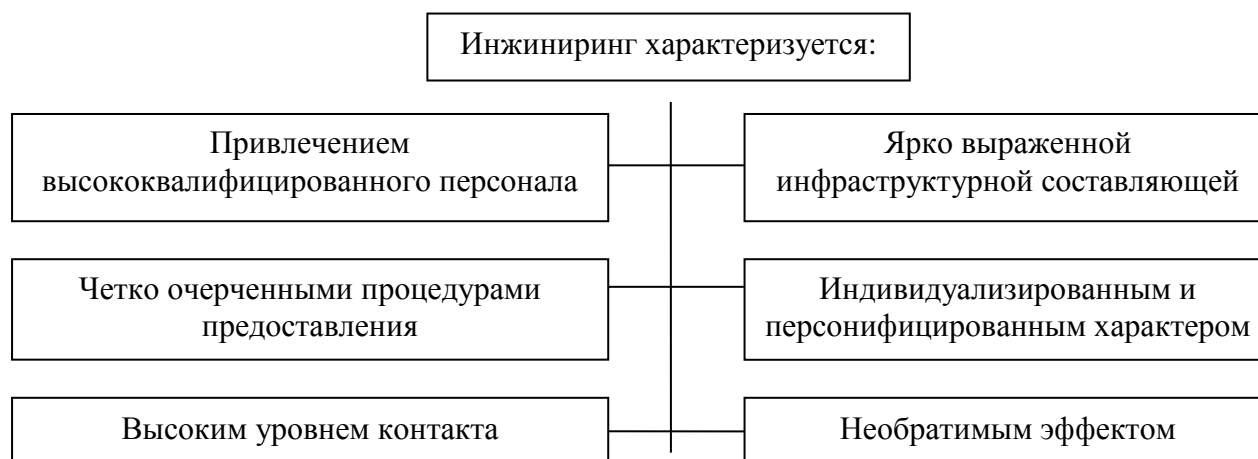 Инжиниринг характеризуется:
Привлечением
высококвалифицированного персонала
Ярко выраженной
инфраструктурной составляющей
Четко очерченными процедурами
предоставления
Индивидуализированным и
персонифицированным характером
Высоким уровнем контакта
Необратимым эффектом